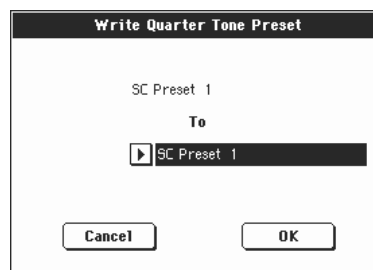 Write Quarter Tone Preset
SC Preset 1
To
SC Preset 1
Cancel OK